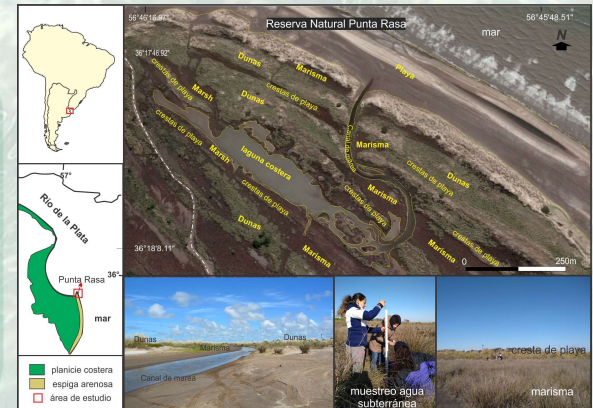 56°46'16.97"
Reserva Natural Punta Rasa
56°45'48.51"
mar
N
36°17'46.92"
Dunas
Marisma
Playa
crestas de playa
Marsh
Dunas
crestas de playa
crestas de playa
Canal de marea
Marisma
laguna costera
Marsh
crestas de playa
Dunas
Marisma
crestas de playa
crestas de playa
Dunas
Marisma
Marisma
crestas de playa
36°18'8.11"
0
250m
57°
Río de la Plata
Punta Rasa
36°
mar
planicie costera
espiga arenosa
área de estudio
Dunas
Marisma
Dunas
Canal de marea
muestreo agua
subterránea
cresta de playa
marisma